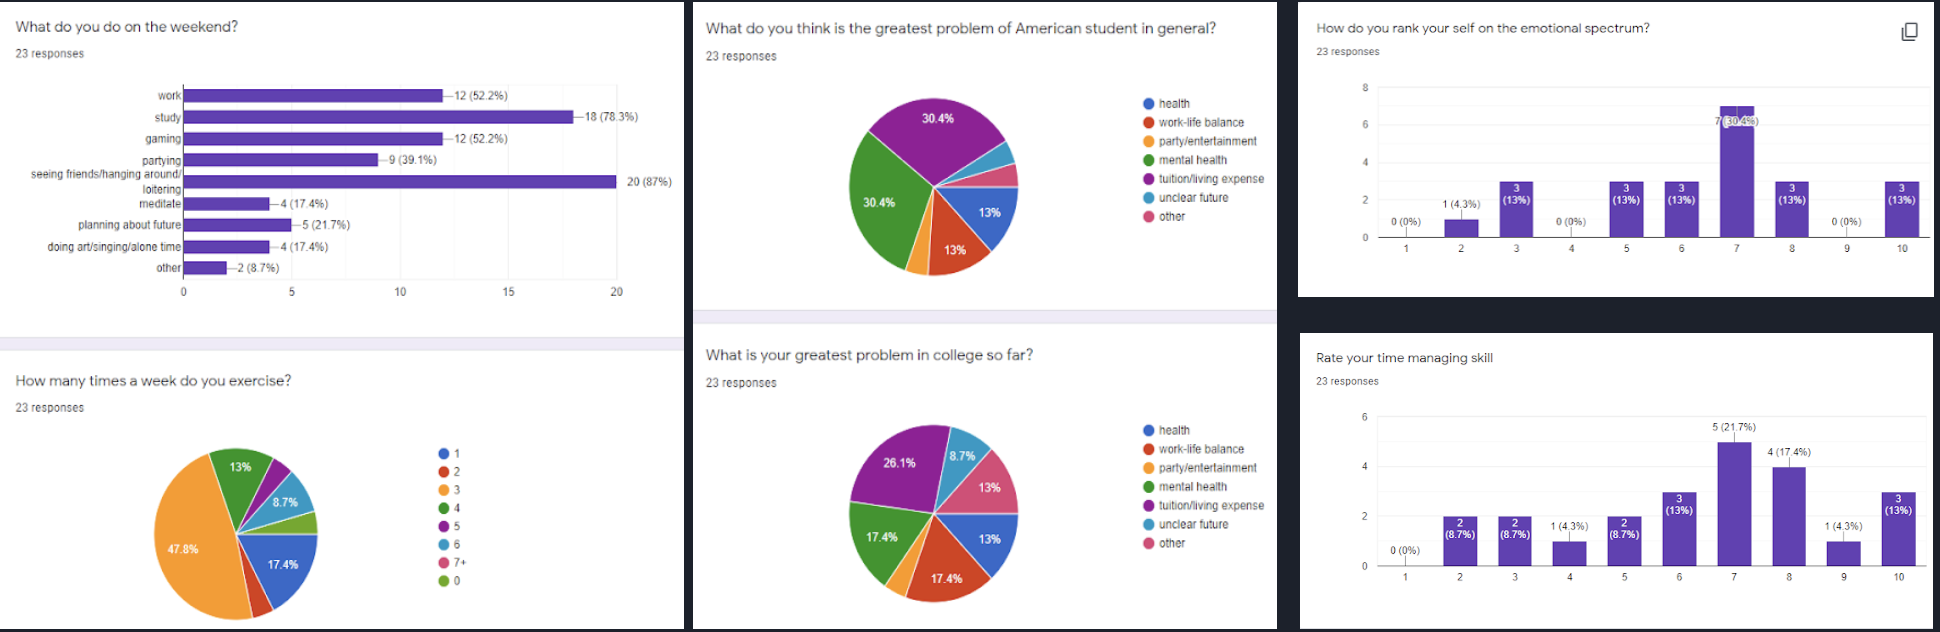 What do you do on the weekend?
23 responses
work
12 (52.2%)
study
18 (78.3%)
gaming
12 (52.2%)
partying
9 (39.1%)
seeing friends/hanging around/
loitering
20 (87%)
meditate
4 (17.4%)
planning about future
5 (21.7%)
doing art/singing/alone time
4 (17.4%)
other
2 (8.7%)
0 5 10 15 20
How many times a week do you exercise?
23 responses
13%
8.7%
47.8%
17.4%
1
2
3
4
5
6
7+
0
What do you think is the greatest problem of American student in general?
23 responses
30.4%
30.4%
13%
13%
health
work-life balance
party/entertainment
mental health
tuition/living expense
unclear future
other
What is your greatest problem in college so far?
23 responses
26.1%
8.7%
13%
17.4%
13%
17.4%
health
work-life balance
party/entertainment
mental health
tuition/living expense
unclear future
other
How do you rank your self on the emotional spectrum?
23 responses
8
6
4
2
0
0 (0%)
1 (4.3%)
3
(13%)
0 (0%)
3
(13%)
3
(13%)
7 (30.4%)
3
(13%)
0 (0%)
3
(13%)
1 2 3 4 5 6 7 8 9 10
Rate your time managing skill
23 responses
6
4
2
0
0 (0%)
2
(8.7%)
2
(8.7%)
1 (4.3%)
2
(8.7%)
3
(13%)
5 (21.7%)
4 (17.4%)
1 (4.3%)
3
(13%)
1 2 3 4 5 6 7 8 9 10